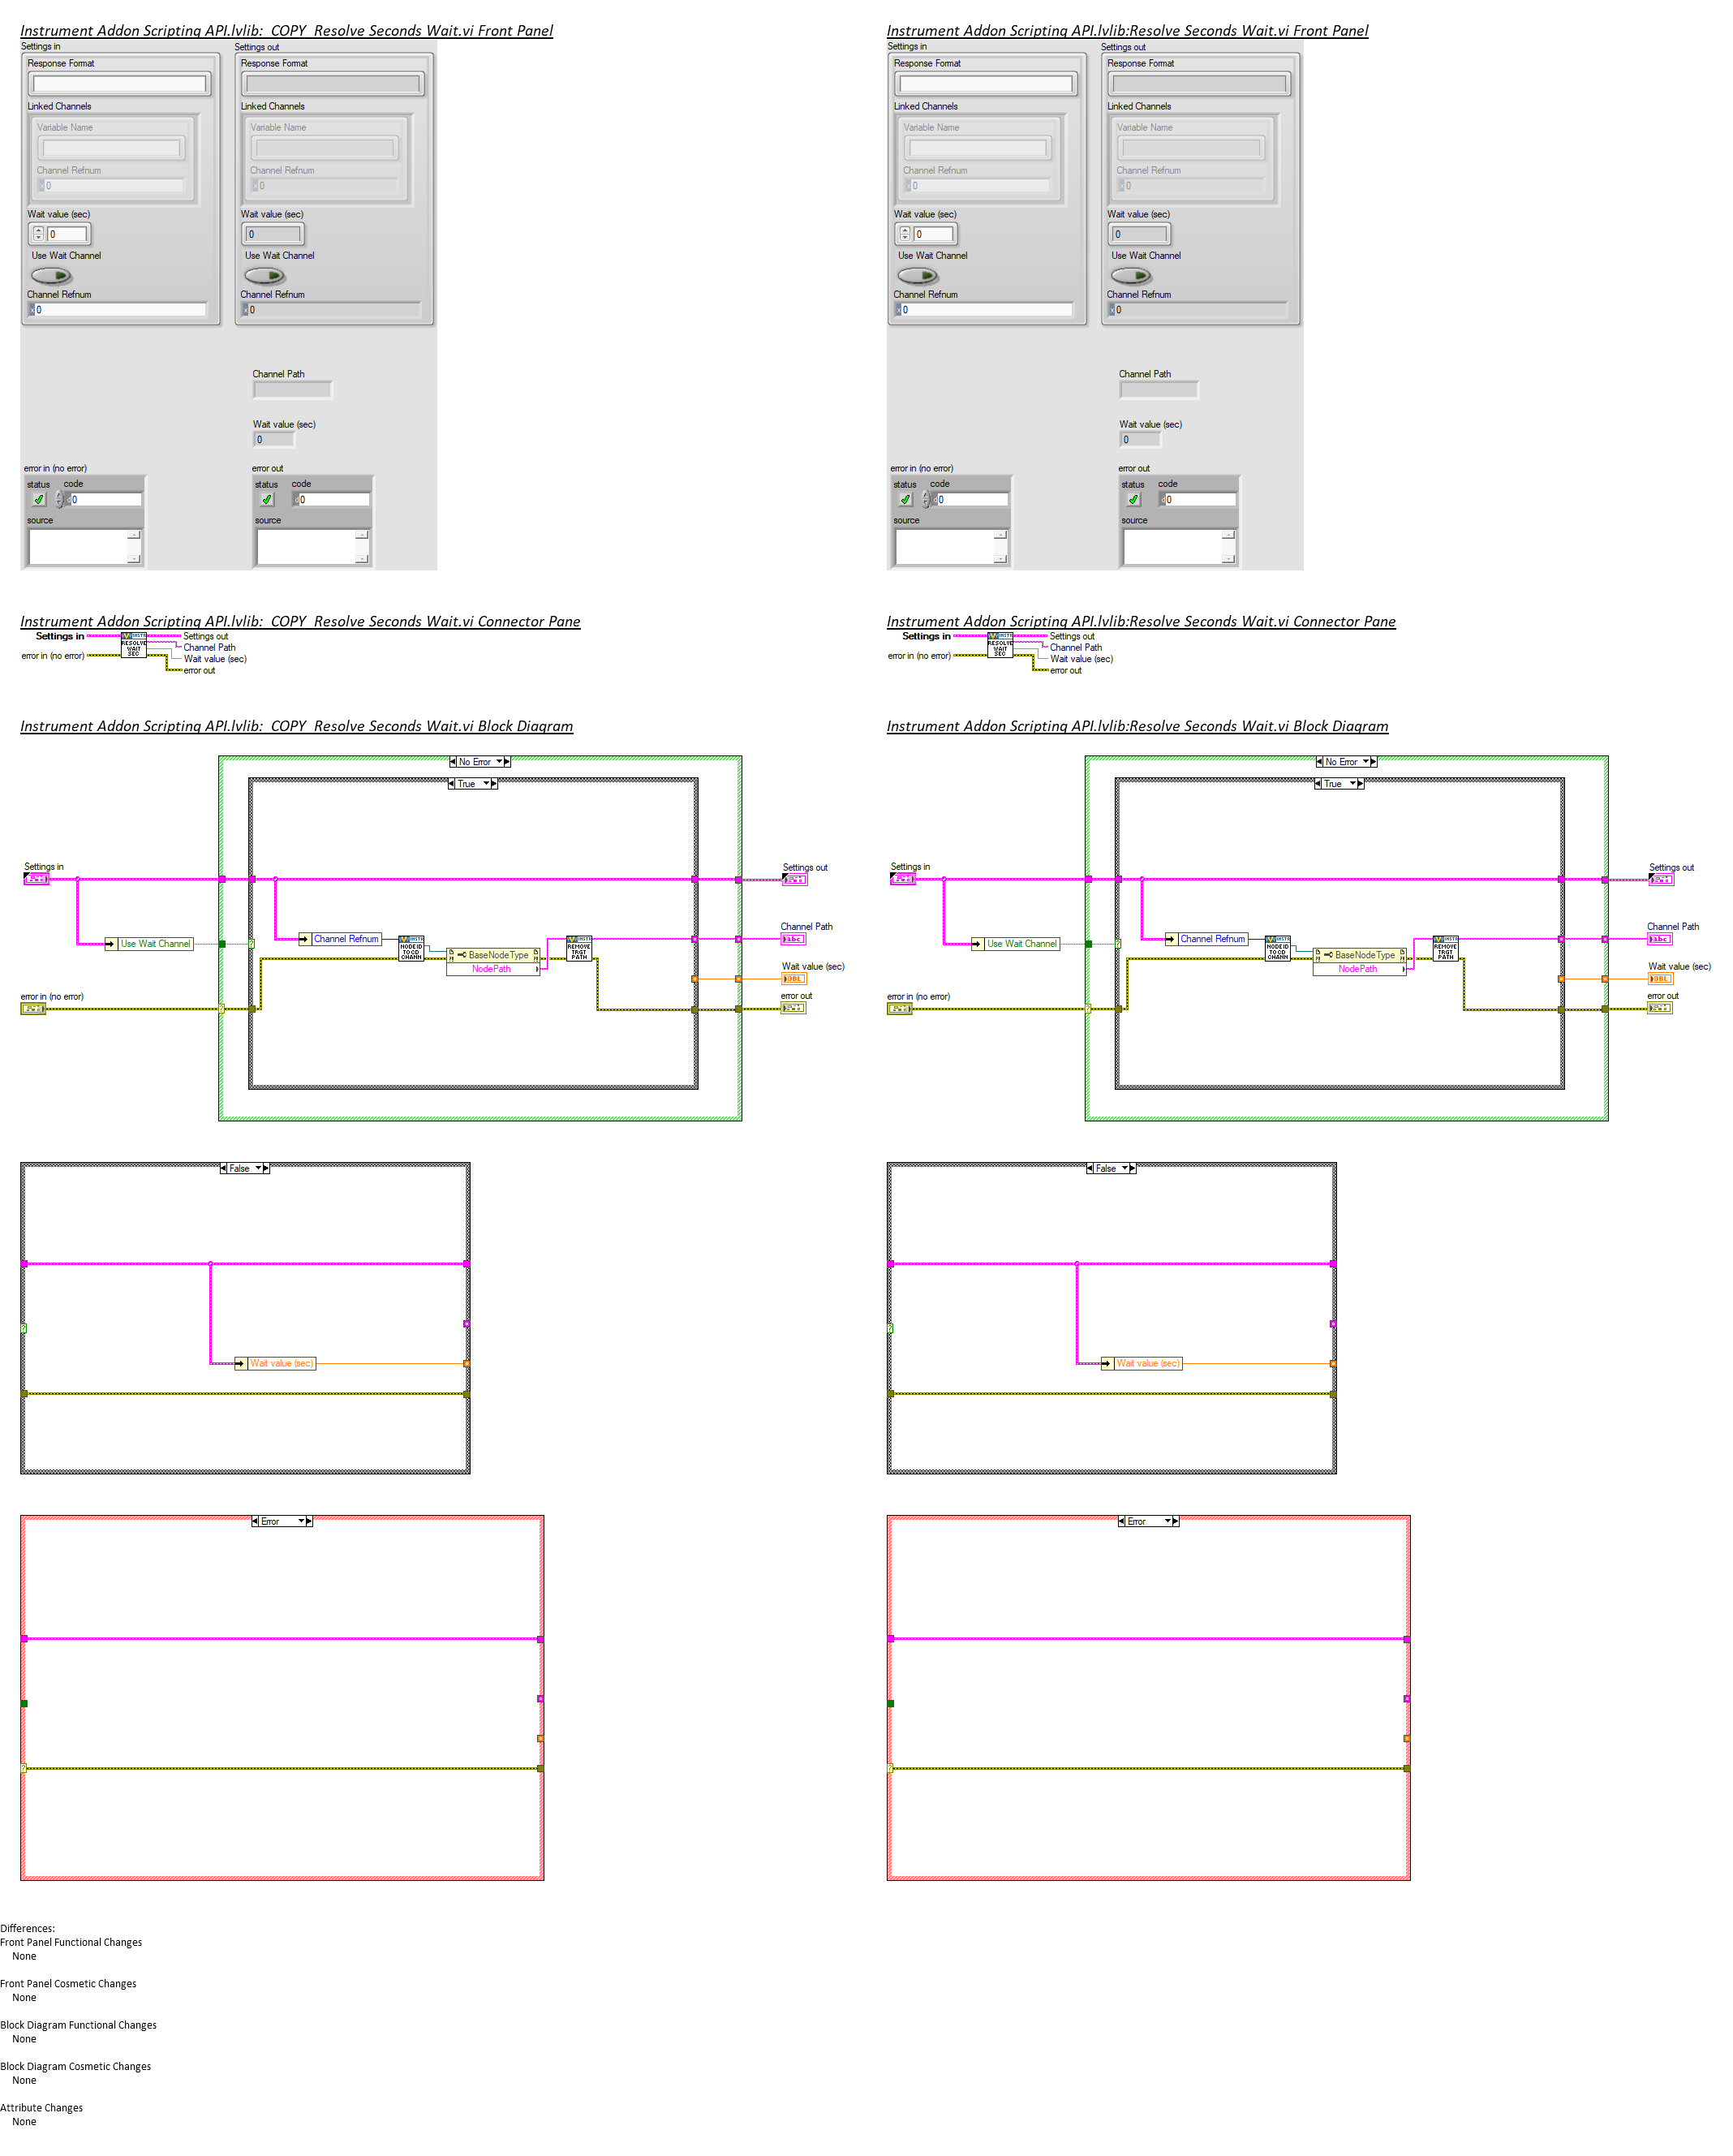 Instrument Addon Scripting API.lvlib:_COPY_Resolve Seconds Wait.vi Front Panel
Settings in
Settings out
Response Format
Response Format
Linked Channels
Linked Channels
Variable Name
Variable Name
Channel Refnum
Channel Refnum
0
0
Wait value (sec)
Wait value (sec)
0
0
Use Wait Channel
Use Wait Channel
Channel Refnum
Channel Refnum
0
0
Channel Path
Wait value (sec)
0
error in (no error)
error out
status code
status code
0
0
source
source
Instrument Addon Scripting API.lvlib:Resolve Seconds Wait.vi Front Panel
Settings in
Settings out
Response Format
Response Format
Linked Channels
Linked Channels
Variable Name
Variable Name
Channel Refnum
Channel Refnum
0
0
Wait value (sec)
Wait value (sec)
0
0
Use Wait Channel
Use Wait Channel
Channel Refnum
Channel Refnum
0
0
Channel Path
Wait value (sec)
0
error in (no error)
error out
status code
status code
0
0
source
source
Instrument Addon Scripting API.lvlib:_COPY_Resolve Seconds Wait.vi Connector Pane
Settings in
error in (no error)
RESOLVE
WAIT
SEC
Settings out
Channel Path
Wait value (sec)
error out
Instrument Addon Scripting API.lvlib:Resolve Seconds Wait.vi Connector Pane
Settings in
error in (no error)
RESOLVE
WAIT
SEC
Settings out
Channel Path
Wait value (sec)
error out
Instrument Addon Scripting API.lvlib:_COPY_Resolve Seconds Wait.vi Block Diagram
No Error
True
Settings in
Settings out
Use Wait Channel
Channel Refnum
NODE ID
TO CD
CHANN
BaseNodeType
NodePath
REMOVE
TRGT
PATH
Channel Path
abc
Wait value (sec)
DBL
error in (no error)
error out
False
Wait value (sec)
Error
Instrument Addon Scripting API.lvlib:Resolve Seconds Wait.vi Block Diagram
No Error
True
Settings in
Settings out
Use Wait Channel
Channel Refnum
NODE ID
TO CD
CHANN
BaseNodeType
NodePath
REMOVE
TRGT
PATH
Channel Path
abc
Wait value (sec)
DBL
error in (no error)
error out
False
Wait value (sec)
Error
Differences:
Front Panel Functional Changes
None
Front Panel Cosmetic Changes
None
Block Diagram Functional Changes
None
Block Diagram Cosmetic Changes
None
Attribute Changes
None